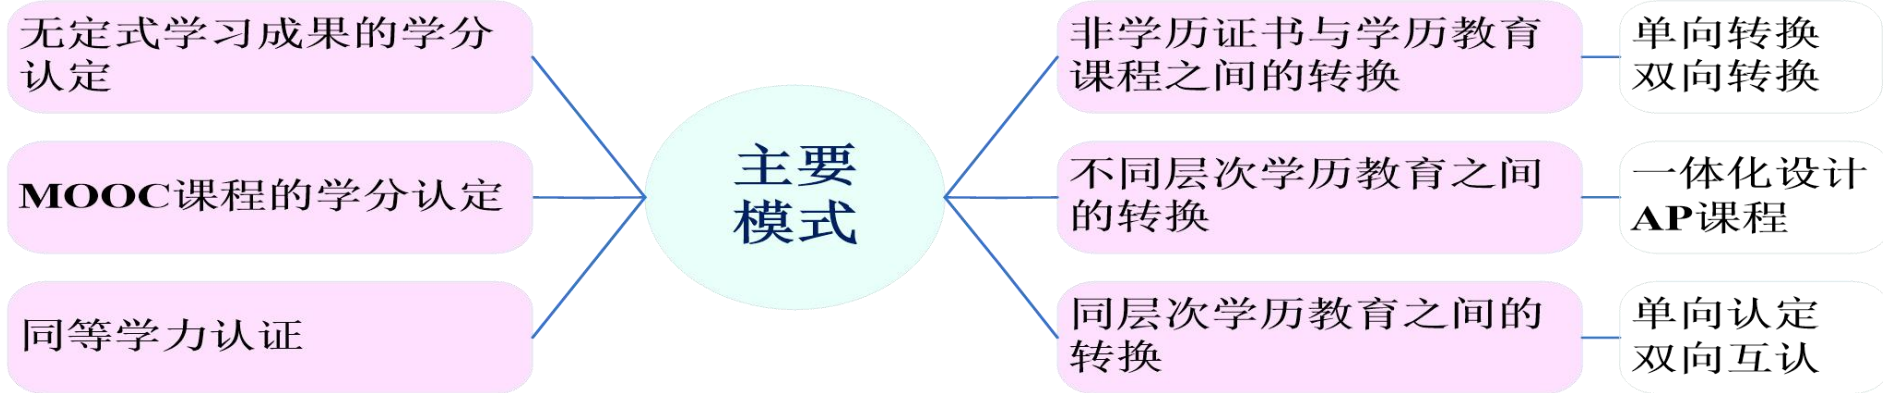 无定式学习成果的学分
认定
MOOC课程的学分认定
同等学力认证
主要
模式
非学历证书与学历教育
课程之间的转换
单向转换
双向转换
不同层次学历教育之间
的转换
一体化设计
AP课程
同层次学历教育之间的
转换
单向认定
双向互认